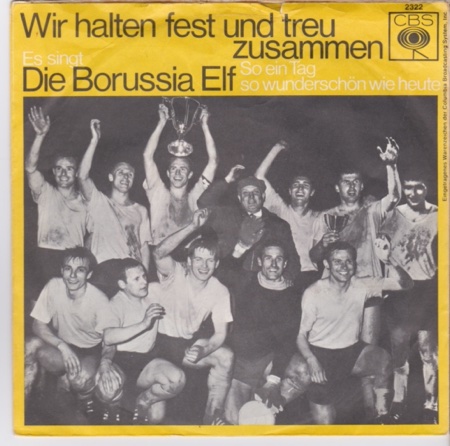 2322
CBS
Wir halten fest und treu
zusammen
Es singt
Die Borussia Elf
So ein Tag
so wunderschön wie heute
Eingetragenes Warenzeichen der Columbia Broadcasting System, Inc